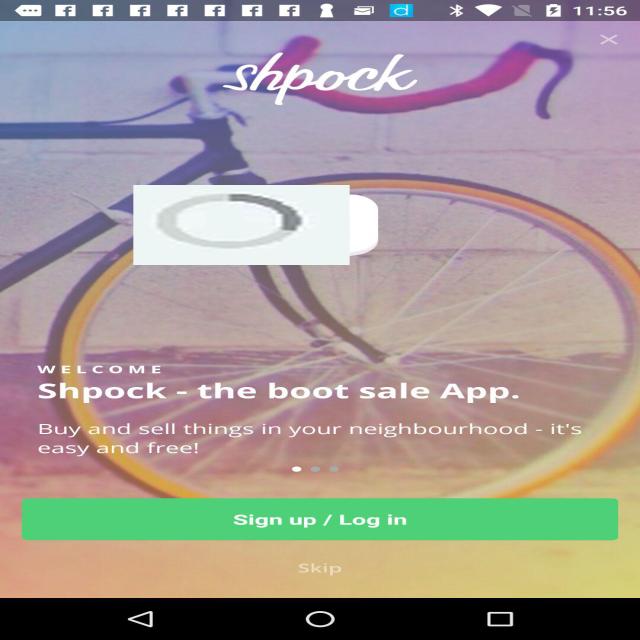 11:56
shpock
WELCOME
Shpock - the boot sale App.
Buy and sell things in your neighbourhood - it's
easy and free!
Sign up / Log in
Skip